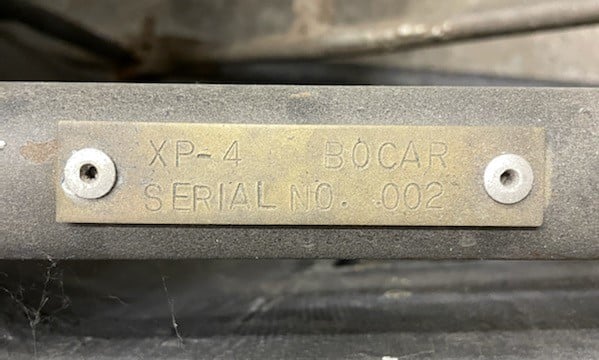 XP-4 BOCAR
SERIAL NO. 002